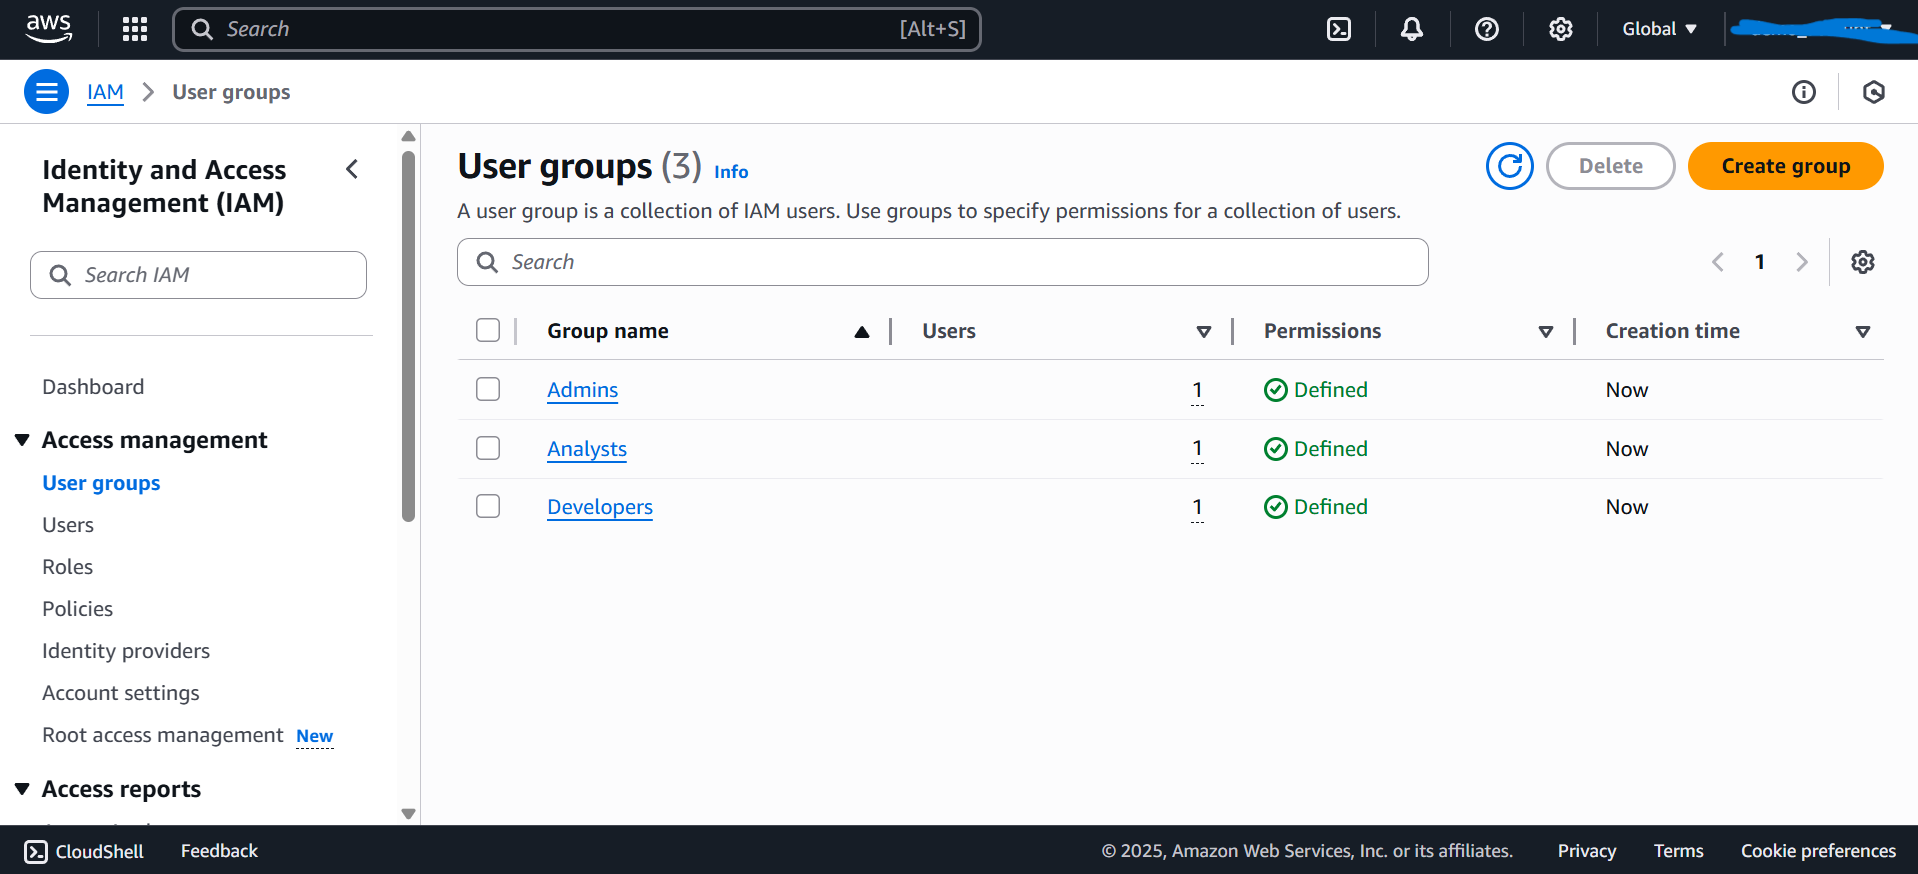 aws
Search [Alt+S]
Global
IAM > User groups
Identity and Access
Management (IAM)
Search IAM
Dashboard
Access management
User groups
Users
Roles
Policies
Identity providers
Account settings
Root access management New
Access reports
User groups (3) Info
Delete
Create group
A user group is a collection of IAM users. Use groups to specify permissions for a collection of users.
Search
1
Group name Users Permissions Creation time
Admins 1 Defined Now
Analysts 1 Defined Now
Developers 1 Defined Now
CloudShell Feedback © 2025, Amazon Web Services, Inc. or its affiliates. Privacy Terms Cookie preferences